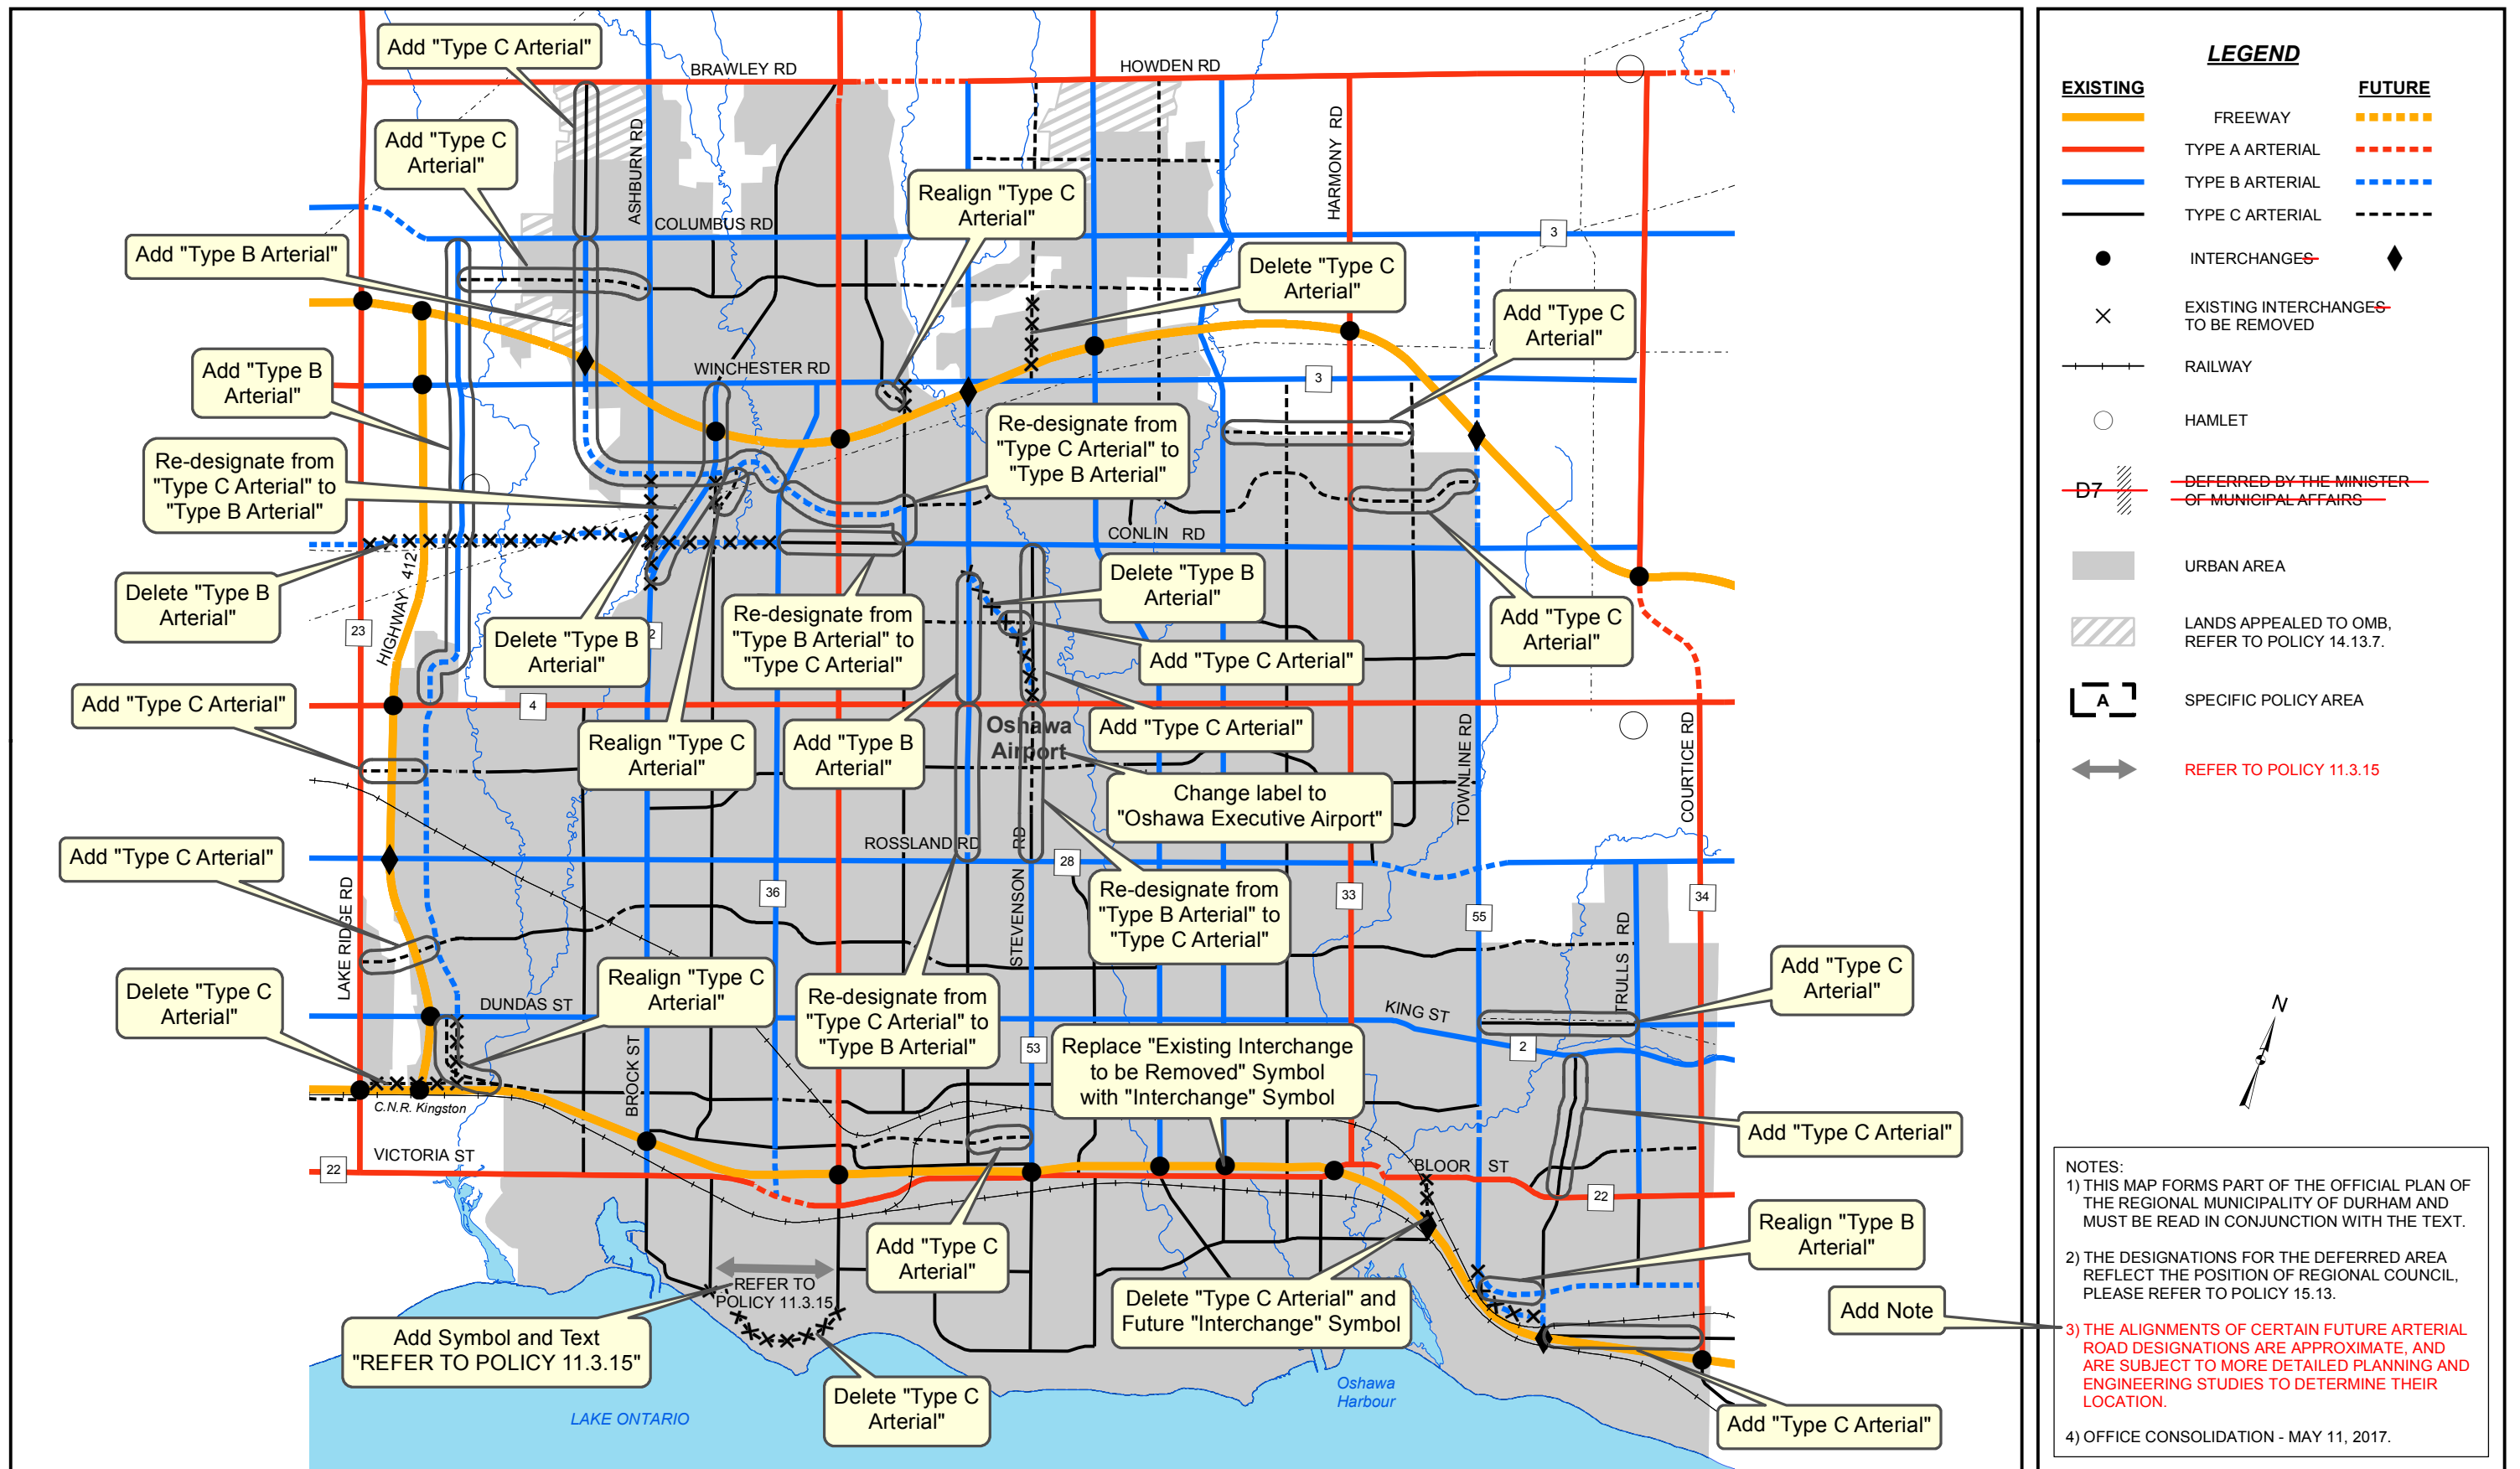 Add "Type C Arterial"
BRAWLEY RD
HOWDEN RD
Add "Type C
Arterial"
ASHBURN RD
HARMONY RD
Realign "Type C
Arterial"
COLUMBUS RD
3
Add "Type B Arterial"
Delete "Type C
Arterial"
Add "Type C
Arterial"
Add "Type B
Arterial"
WINCHESTER RD
3
Re-designate from
"Type C Arterial" to
"Type B Arterial"
Re-designate from
"Type C Arterial" to
"Type B Arterial"
CONLIN RD
HIGHWAY 412
Delete "Type B
Arterial"
Delete "Type B
Arterial"
23
Delete "Type B
Arterial"
2
Re-designate from
"Type B Arterial" to
"Type C Arterial"
Add "Type C Arterial"
Add "Type C
Arterial"
Add "Type C Arterial"
4
Realign "Type C
Arterial"
Add "Type B
Arterial"
Oshawa
Airport
Add "Type C Arterial"
TOWNLINE RD
COURTICE RD
Change label to
"Oshawa Executive Airport"
Add "Type C Arterial"
ROSSLAND RD
STEVENSON RD
28
LAKE RIDGE RD
36
Re-designate from
"Type B Arterial" to
"Type C Arterial"
33
55
34
TRULLS RD
Delete "Type C
Arterial"
DUNDAS ST
Realign "Type C
Arterial"
Re-designate from
"Type C Arterial" to
"Type B Arterial"
KING ST
Add "Type C
Arterial"
BROCK ST
53
Replace "Existing Interchange
to be Removed" Symbol
with "Interchange" Symbol
2
C.N.R. Kingston
Add "Type C Arterial"
VICTORIA ST
22
BLOOR ST
22
Add "Type C
Arterial"
Realign "Type B
Arterial"
REFER TO
POLICY 11.3.15
Delete "Type C Arterial" and
Future "Interchange" Symbol
Add Note
Add Symbol and Text
"REFER TO POLICY 11.3.15"
Delete "Type C
Arterial"
Oshawa
Harbour
LAKE ONTARIO
Add "Type C Arterial"
LEGEND
EXISTING FUTURE
FREEWAY
TYPE A ARTERIAL
TYPE B ARTERIAL
TYPE C ARTERIAL
INTERCHANGES
EXISTING INTERCHANGES
TO BE REMOVED
RAILWAY
HAMLET
D7 DEFERRED BY THE MINISTER
OF MUNICIPAL AFFAIRS
URBAN AREA
LANDS APPEALED TO OMB,
REFER TO POLICY 14.13.7.
A SPECIFIC POLICY AREA
REFER TO POLICY 11.3.15
N
NOTES:
1) THIS MAP FORMS PART OF THE OFFICIAL PLAN OF
THE REGIONAL MUNICIPALITY OF DURHAM AND
MUST BE READ IN CONJUNCTION WITH THE TEXT.
2) THE DESIGNATIONS FOR THE DEFERRED AREA
REFLECT THE POSITION OF REGIONAL COUNCIL,
PLEASE REFER TO POLICY 15.13.
3) THE ALIGNMENTS OF CERTAIN FUTURE ARTERIAL
ROAD DESIGNATIONS ARE APPROXIMATE, AND
ARE SUBJECT TO MORE DETAILED PLANNING AND
ENGINEERING STUDIES TO DETERMINE THEIR
LOCATION.
4) OFFICE CONSOLIDATION - MAY 11, 2017.